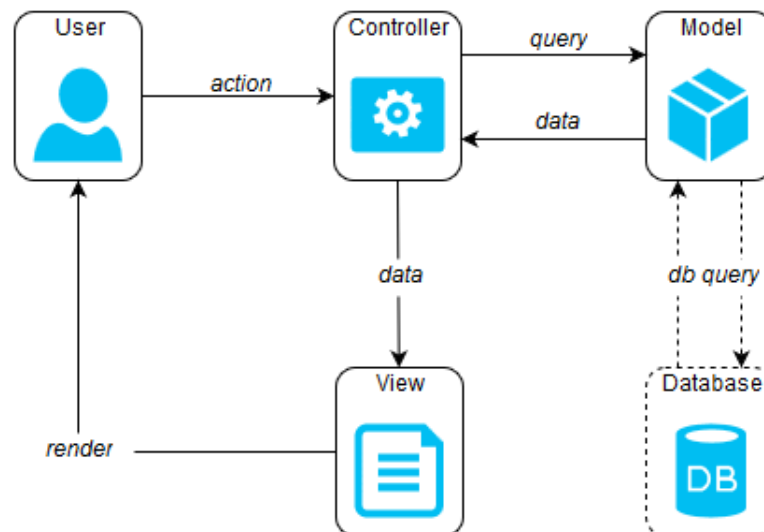 User
Controller
Model
action
query
data
data
db query
View
Database
render
DB